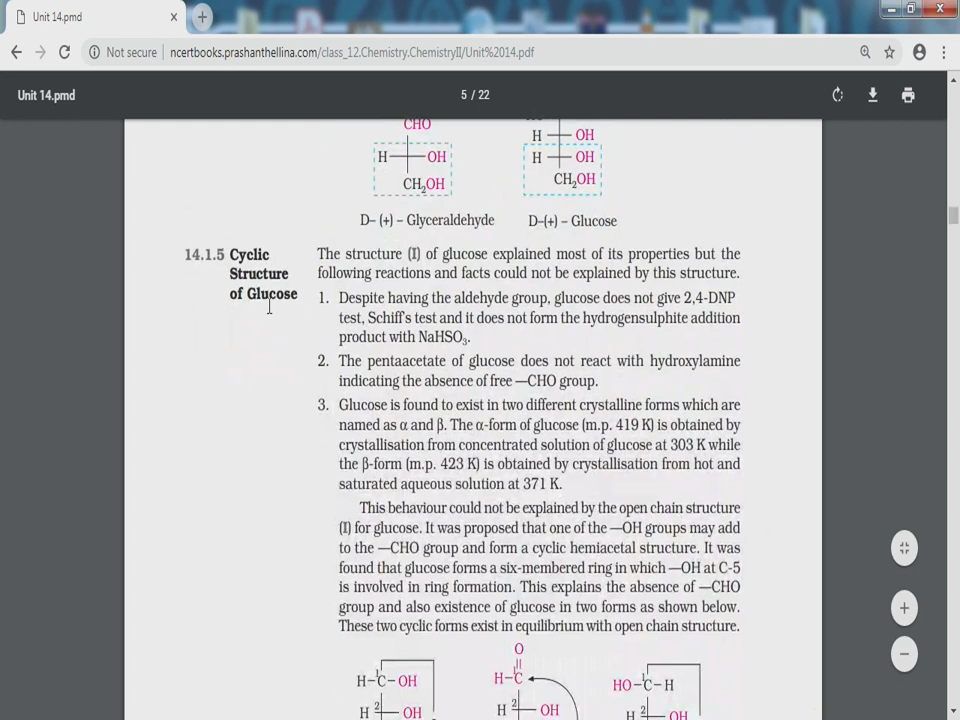 Unit 14.pmd
Not secure | ncertbooks.prashanthellina.com/class_12.Chemistry.ChemistryII/Unit%2014.pdf
Unit 14.pmd
5 / 22
CHO
H OH
CH2OH
H OH
H OH
CH2OH
D– (+) – Glyceraldehyde
D–(+) – Glucose
14.1.5 Cyclic
Structure
of Glucose
The structure (I) of glucose explained most of its properties but the
following reactions and facts could not be explained by this structure.
1. Despite having the aldehyde group, glucose does not give 2,4-DNP
test, Schiff's test and it does not form the hydrogensulphite addition
product with NaHSO3.
2. The pentaacetate of glucose does not react with hydroxylamine
indicating the absence of free —CHO group.
3. Glucose is found to exist in two different crystalline forms which are
named as α and β. The α-form of glucose (m.p. 419 K) is obtained by
crystallisation from concentrated solution of glucose at 303 K while
the β-form (m.p. 423 K) is obtained by crystallisation from hot and
saturated aqueous solution at 371 K.
This behaviour could not be explained by the open chain structure
(I) for glucose. It was proposed that one of the —OH groups may add
to the —CHO group and form a cyclic hemiacetal structure. It was
found that glucose forms a six-membered ring in which —OH at C-5
is involved in ring formation. This explains the absence of —CHO
group and also existence of glucose in two forms as shown below.
These two cyclic forms exist in equilibrium with open chain structure.
O
H–C–OH
1
H–C
1
HO–C–H
1
H 2 OH
H 2 OH
H 2 OH